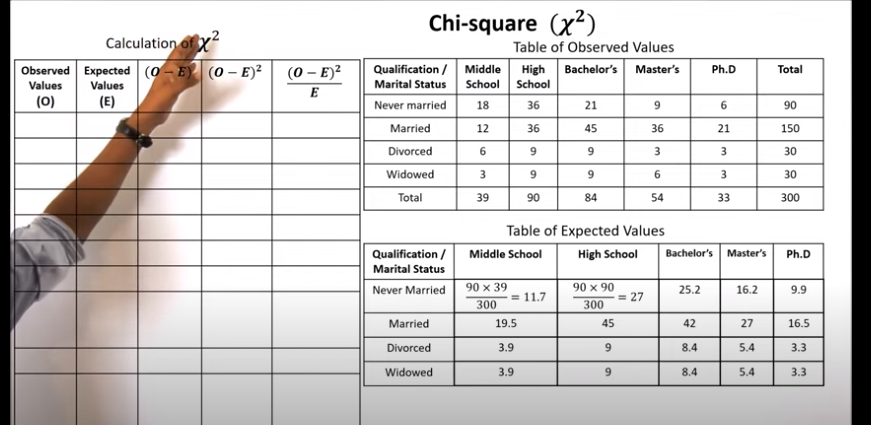 Chi-square (χ²)
Calculation of χ²
Observed Values (O) | Expected Values (E) | (O − E) | (O − E)² | (O − E)² / E
Table of Observed Values
Qualification / Marital Status | Middle School | High School | Bachelor's | Master's | Ph.D | Total
Never married | 18 | 36 | 21 | 9 | 6 | 90
Married | 12 | 36 | 45 | 36 | 21 | 150
Divorced | 6 | 9 | 9 | 3 | 3 | 30
Widowed | 3 | 9 | 9 | 6 | 3 | 30
Total | 39 | 90 | 84 | 54 | 33 | 300
Table of Expected Values
Qualification / Marital Status | Middle School | High School | Bachelor's | Master's | Ph.D
Never Married | 90 × 39 / 300 = 11.7 | 90 × 90 / 300 = 27 | 25.2 | 16.2 | 9.9
Married | 19.5 | 45 | 42 | 27 | 16.5
Divorced | 3.9 | 9 | 8.4 | 5.4 | 3.3
Widowed | 3.9 | 9 | 8.4 | 5.4 | 3.3